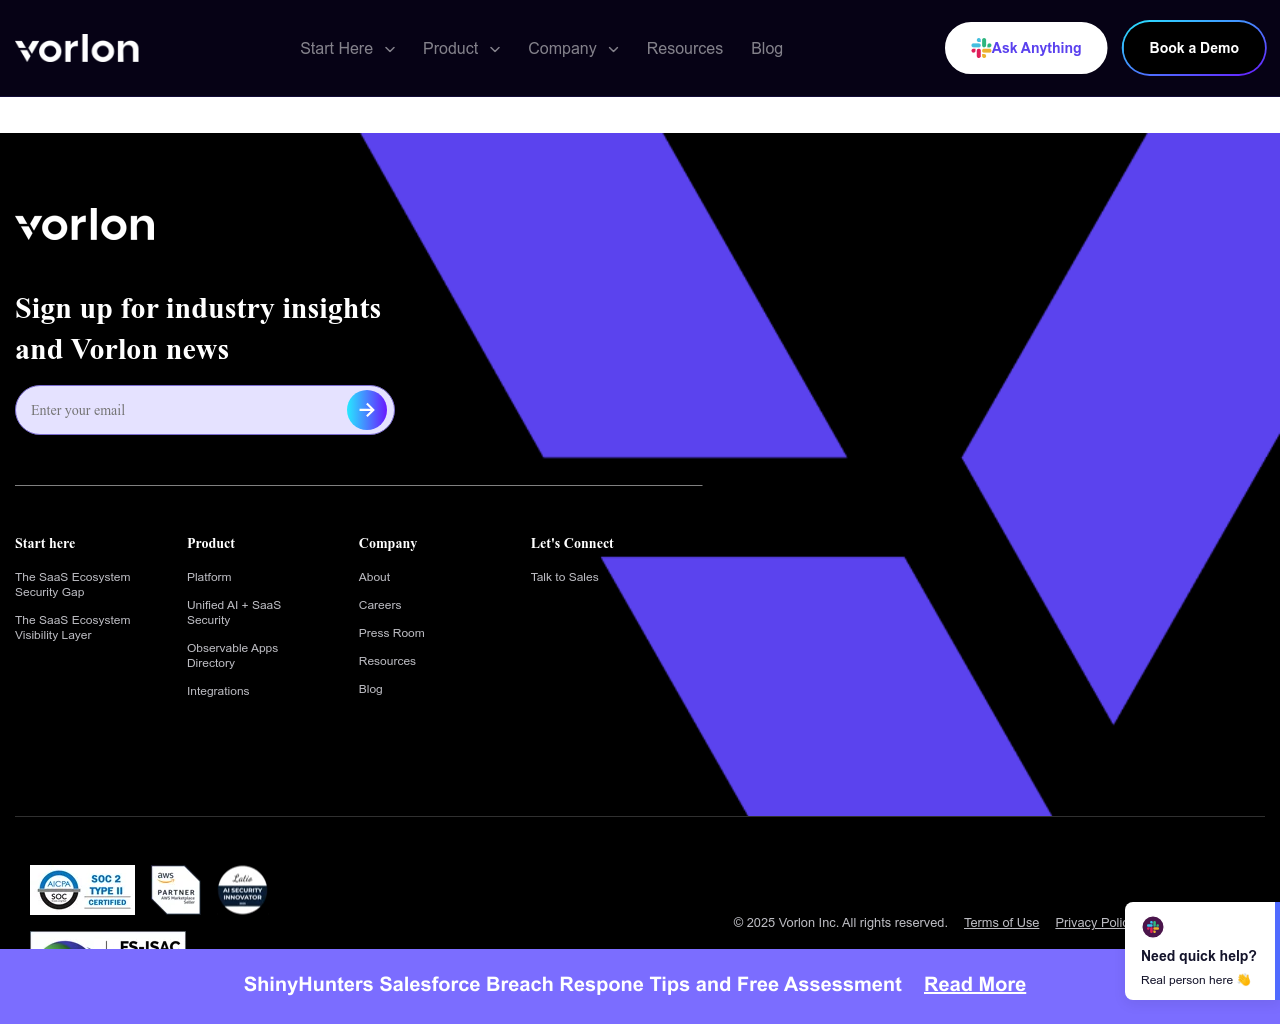 vorlon
Start Here
Product
Company
Resources
Blog
Ask Anything
Book a Demo
vorlon
Sign up for industry insights
and Vorlon news
Enter your email
Start here
The SaaS Ecosystem
Security Gap
The SaaS Ecosystem
Visibility Layer
Product
Platform
Unified AI + SaaS
Security
Observable Apps
Directory
Integrations
Company
About
Careers
Press Room
Resources
Blog
Let's Connect
Talk to Sales
AICPA
SOC
SOC 2
TYPE II
CERTIFIED
aws
PARTNER
AWS Marketplace
Seller
Latio
AI SECURITY
INNOVATOR
FS-ISAC
© 2025 Vorlon Inc. All rights reserved.
Terms of Use
Privacy Polic
Need quick help?
Real person here 👋
ShinyHunters Salesforce Breach Respone Tips and Free Assessment
Read More